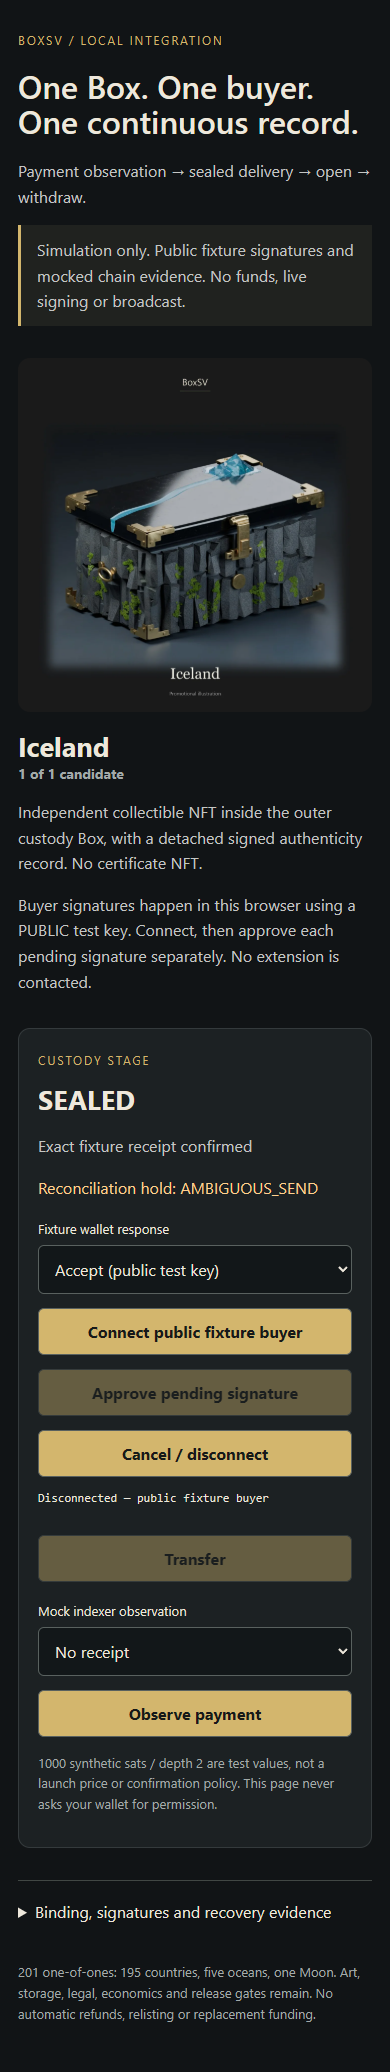 BOXSV / LOCAL INTEGRATION
One Box. One buyer.
One continuous record.
Payment observation → sealed delivery → open →
withdraw.
Simulation only. Public fixture signatures and
mocked chain evidence. No funds, live
signing or broadcast.
BoxSV
Iceland
Promotional illustration
Iceland
1 of 1 candidate
Independent collectible NFT inside the outer
custody Box, with a detached signed authenticity
record. No certificate NFT.
Buyer signatures happen in this browser using a
PUBLIC test key. Connect, then approve each
pending signature separately. No extension is
contacted.
CUSTODY STAGE
SEALED
Exact fixture receipt confirmed
Reconciliation hold: AMBIGUOUS_SEND
Fixture wallet response
Accept (public test key)
Connect public fixture buyer
Approve pending signature
Cancel / disconnect
Disconnected — public fixture buyer
Transfer
Mock indexer observation
No receipt
Observe payment
1000 synthetic sats / depth 2 are test values, not a
launch price or confirmation policy. This page never
asks your wallet for permission.
Binding, signatures and recovery evidence
201 one-of-ones: 195 countries, five oceans, one Moon. Art,
storage, legal, economics and release gates remain. No
automatic refunds, relisting or replacement funding.